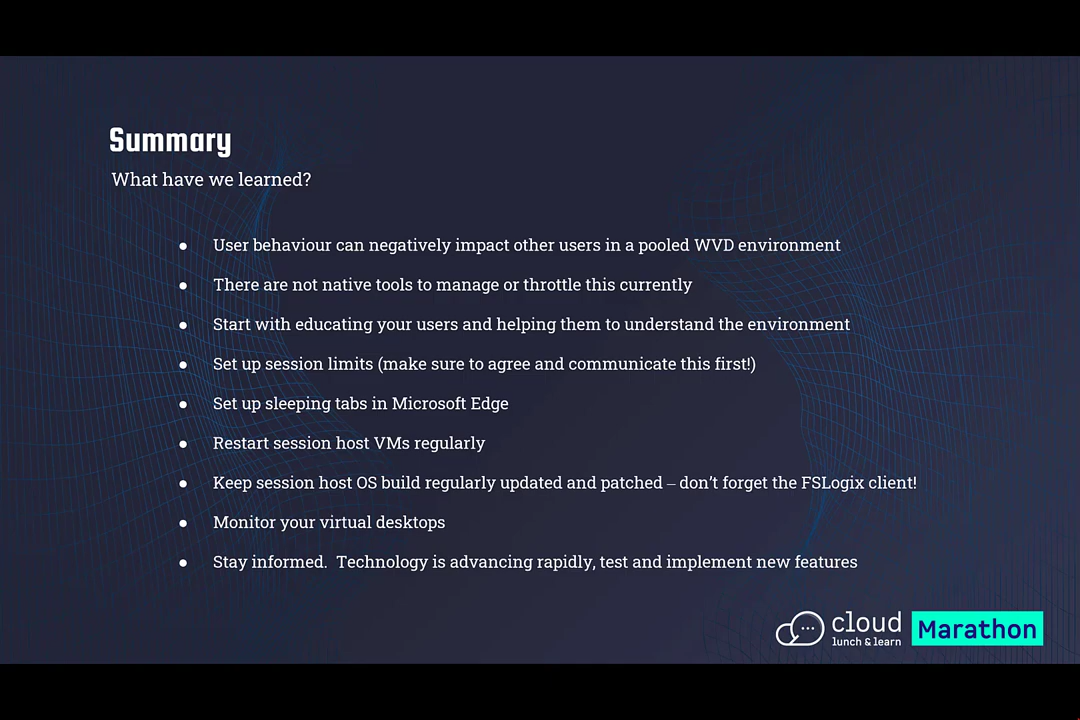 Summary
What have we learned?
● User behaviour can negatively impact other users in a pooled WVD environment
● There are not native tools to manage or throttle this currently
● Start with educating your users and helping them to understand the environment
● Set up session limits (make sure to agree and communicate this first!)
● Set up sleeping tabs in Microsoft Edge
● Restart session host VMs regularly
● Keep session host OS build regularly updated and patched – don’t forget the FSLogix client!
● Monitor your virtual desktops
● Stay informed.  Technology is advancing rapidly, test and implement new features
cloud
lunch & learn
Marathon